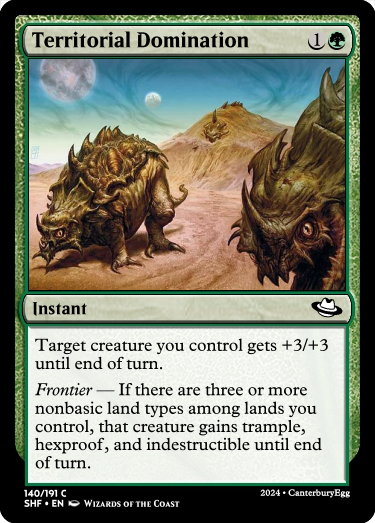 Territorial Domination 1
Instant
Target creature you control gets +3/+3
until end of turn.
Frontier — If there are three or more
nonbasic land types among lands you
control, that creature gains trample,
hexproof, and indestructible until end
of turn.
140/191 C
SHF • EN Wizards of the Coast
2024 • CanterburyEgg